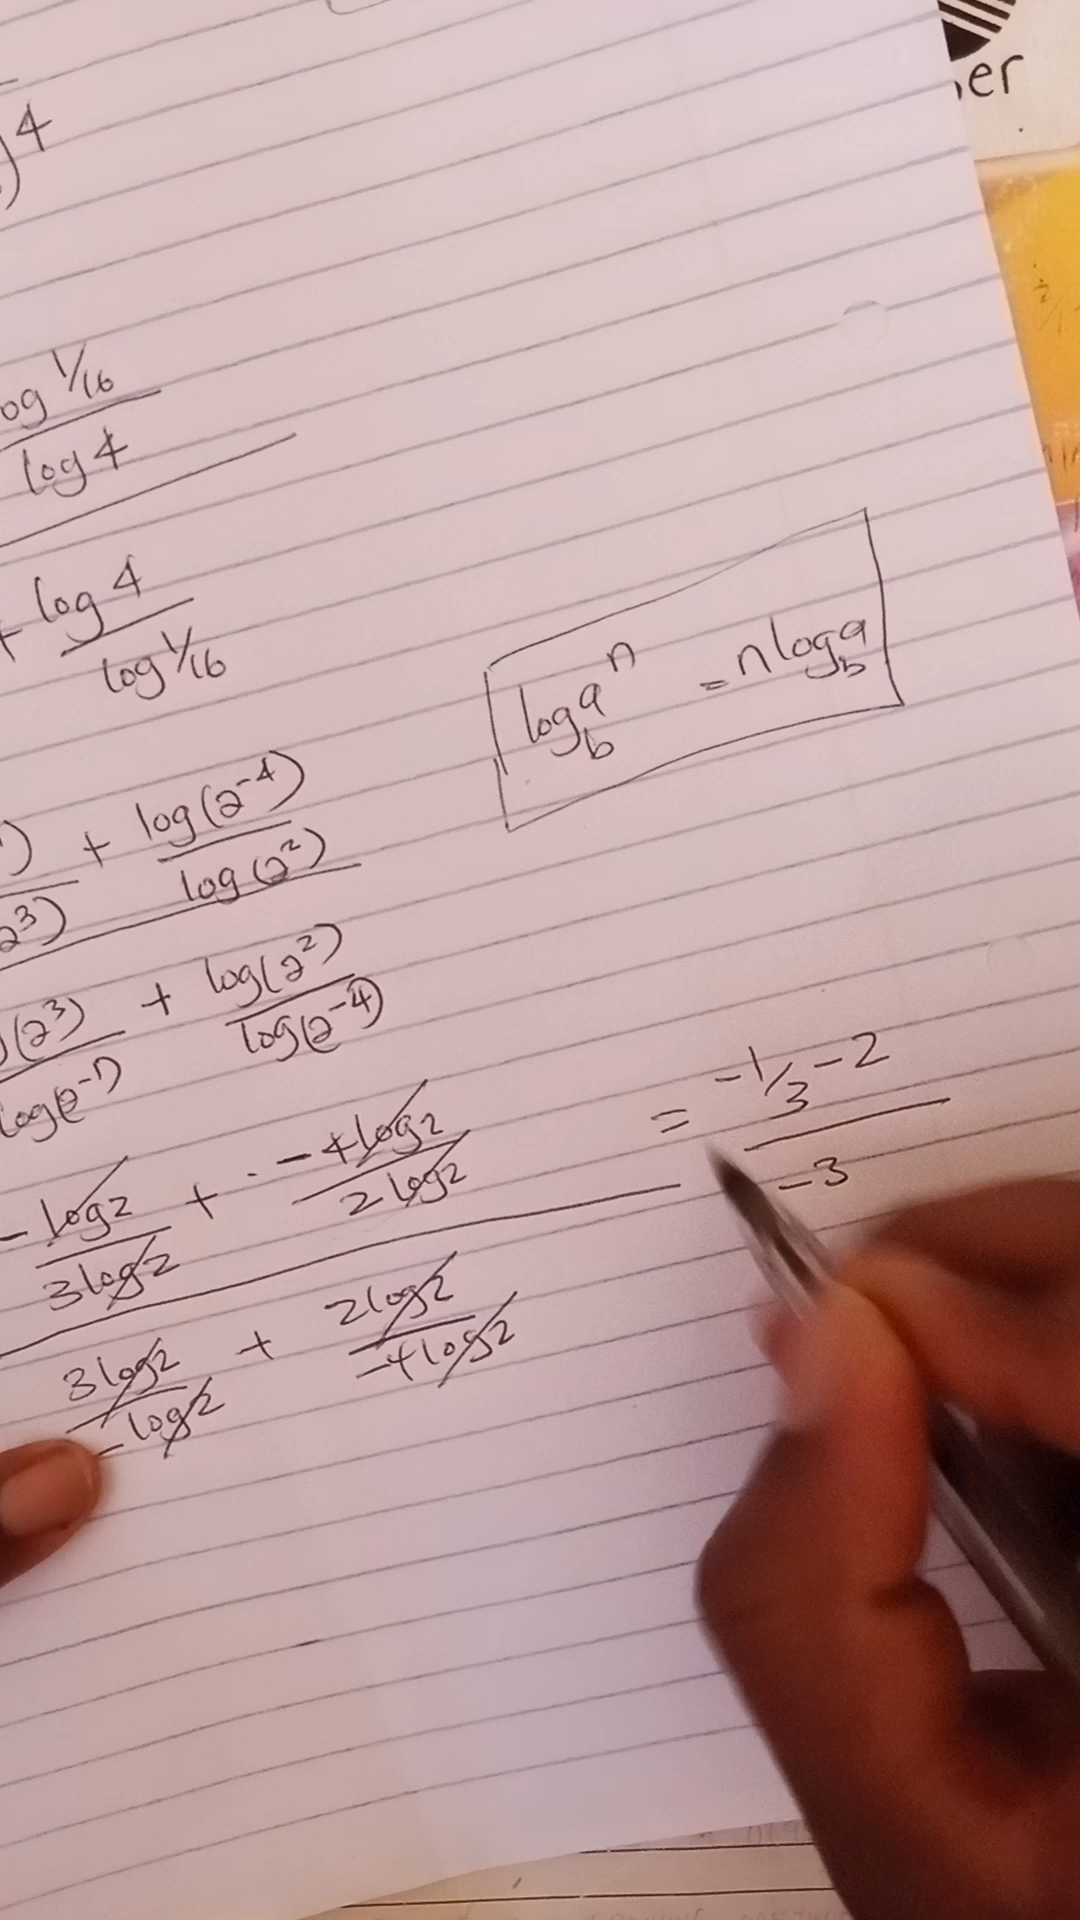 )^4
og 1/16
log 4
+ log 4
log 1/16
log_b a^n = n log_b a
) + log(2^-4)
2^3) log(2^2)
(2^3) + log(2^2)
log(2^-1) log(2^-4)
= -1/3 - 2
-3
- log2 + -4log2
3log2 2log2
3log2 + 2log2
-log2 -4log2
er